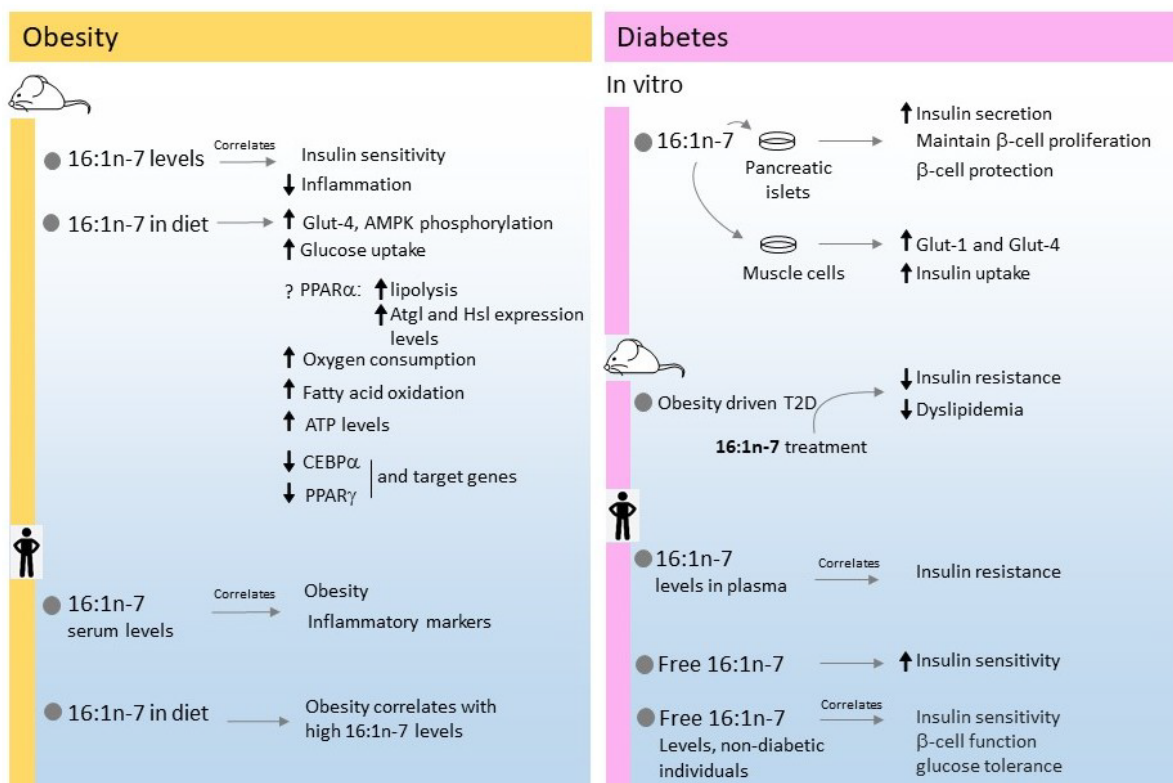 Obesity
16:1n-7 levels
Correlates
Insulin sensitivity
Inflammation
16:1n-7 in diet
Glut-4, AMPK phosphorylation
Glucose uptake
? PPARα:
lipolysis
Atgl and Hsl expression
levels
Oxygen consumption
Fatty acid oxidation
ATP levels
CEBPα
PPARγ
and target genes
16:1n-7
serum levels
Correlates
Obesity
Inflammatory markers
16:1n-7 in diet
Obesity correlates with
high 16:1n-7 levels
Diabetes
In vitro
16:1n-7
Pancreatic
islets
Insulin secretion
Maintain β-cell proliferation
β-cell protection
Muscle cells
Glut-1 and Glut-4
Insulin uptake
Obesity driven T2D
16:1n-7 treatment
Insulin resistance
Dyslipidemia
16:1n-7
levels in plasma
Correlates
Insulin resistance
Free 16:1n-7
Insulin sensitivity
Free 16:1n-7
Levels, non-diabetic
individuals
Correlates
Insulin sensitivity
β-cell function
glucose tolerance